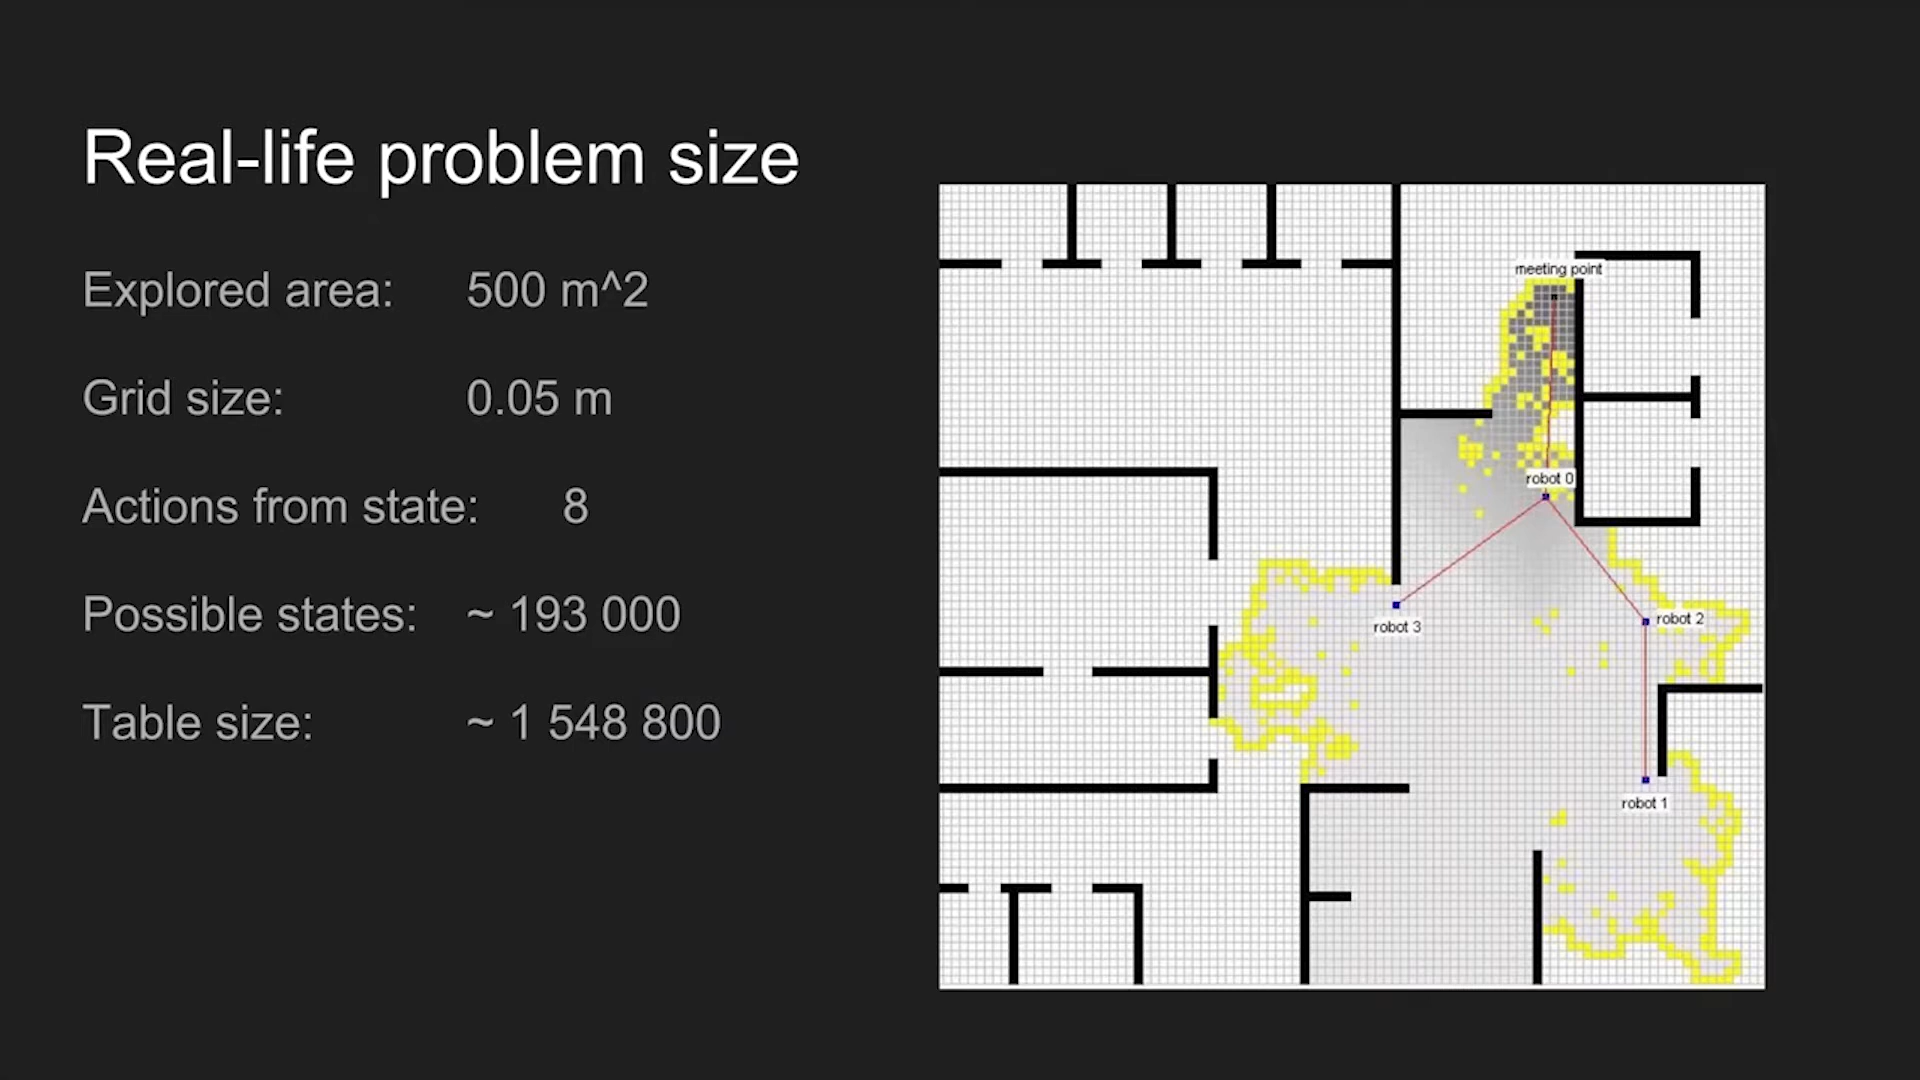 Real-life problem size
Explored area: 500 m^2
Grid size: 0.05 m
Actions from state: 8
Possible states: ~ 193 000
Table size: ~ 1 548 800
meeting point
robot 0
robot 3
robot 2
robot 1